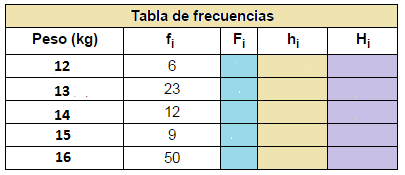 Tabla de frecuencias
Peso (kg) fi Fi hi Hi
12 6
13 23
14 12
15 9
16 50